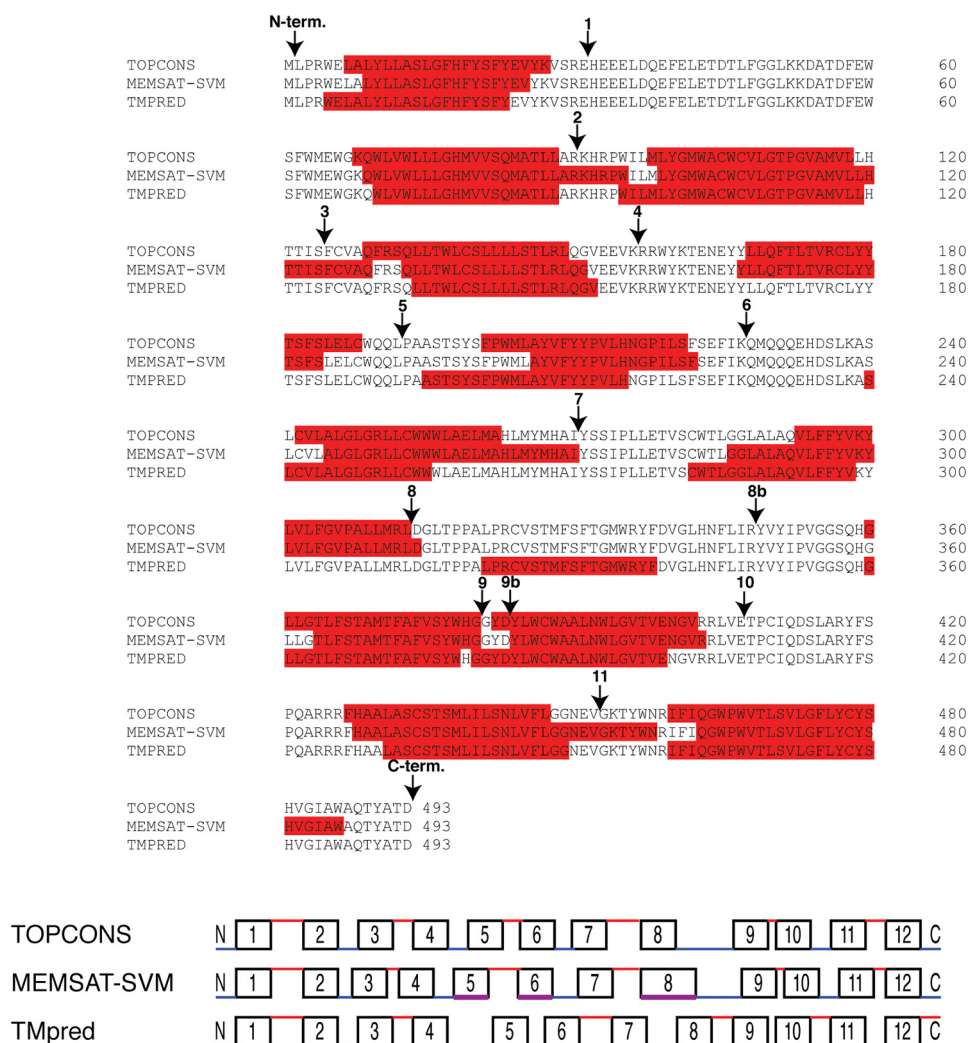 N-term. 1
TOPCONS MLPRWELALYLLASLGFHFYSFYEVYKVSREHEEELDQEFELETDTLFGGLKKDATDFEW 60
MEMSAT-SVM MLPRWELALYLLASLGFHFYSFYEVYKVSREHEEELDQEFELETDTLFGGLKKDATDFEW 60
TMPRED MLPRWELALYLLASLGFHFYSFYEVYKVSREHEEELDQEFELETDTLFGGLKKDATDFEW 60
2
TOPCONS SFWMEWGKQWLVWLLLGHMVVSQMATLLARKHRPWILMLYGMWACWCVLGTPGVAMVLLH 120
MEMSAT-SVM SFWMEWGKQWLVWLLLGHMVVSQMATLLARKHRPWILMLYGMWACWCVLGTPGVAMVLLH 120
TMPRED SFWMEWGKQWLVWLLLGHMVVSQMATLLARKHRPWILMLYGMWACWCVLGTPGVAMVLLH 120
3 4
TOPCONS TTISFCVAQFRSQLLTWLCSLLLLSTLRLQGVEEVKRRWYKTENEYYLLQFTLTVRCLYY 180
MEMSAT-SVM TTISFCVAQFRSQLLTWLCSLLLLSTLRLQGVEEVKRRWYKTENEYYLLQFTLTVRCLYY 180
TMPRED TTISFCVAQFRSQLLTWLCSLLLLSTLRLQGVEEVKRRWYKTENEYYLLQFTLTVRCLYY 180
5 6
TOPCONS TSFSLELCWQQLPAASTSYSFPWMLAYVFYYPVLHNGPILSFSEFIKQMQQQEHDSLKAS 240
MEMSAT-SVM TSFSLELCWQQLPAASTSYSFPWMLAYVFYYPVLHNGPILSFSEFIKQMQQQEHDSLKAS 240
TMPRED TSFSLELCWQQLPAASTSYSFPWMLAYVFYYPVLHNGPILSFSEFIKQMQQQEHDSLKAS 240
7
TOPCONS LCVLALGLGRLLCWWWLAELMAHLMYMHAIYSSIPLLETVSCWTLGGLALAQVLFFYVKY 300
MEMSAT-SVM LCVLALGLGRLLCWWWLAELMAHLMYMHAIYSSIPLLETVSCWTLGGLALAQVLFFYVKY 300
TMPRED LCVLALGLGRLLCWWWLAELMAHLMYMHAIYSSIPLLETVSCWTLGGLALAQVLFFYVKY 300
8 8b
TOPCONS LVLFGVPALLMRLDGLTPPALPRCVSTMFSFTGMWRYFDVGLHNFLIRYVYIPVGGSQHG 360
MEMSAT-SVM LVLFGVPALLMRLDGLTPPALPRCVSTMFSFTGMWRYFDVGLHNFLIRYVYIPVGGSQHG 360
TMPRED LVLFGVPALLMRLDGLTPPALPRCVSTMFSFTGMWRYFDVGLHNFLIRYVYIPVGGSQHG 360
9 9b 10
TOPCONS LLGTLFSTAMTFAFVSYWHGGYDYLWCWAALNWLGVTVENGVRRLVETPCIQDSLARYFS 420
MEMSAT-SVM LLGTLFSTAMTFAFVSYWHGGYDYLWCWAALNWLGVTVENGVRRLVETPCIQDSLARYFS 420
TMPRED LLGTLFSTAMTFAFVSYWHGGYDYLWCWAALNWLGVTVENGVRRLVETPCIQDSLARYFS 420
11
TOPCONS PQARRRFHAALASCSTSMLILSNLVFLGGNEVGKTYWNRIFIQGWPWVTLSVLGFLYCYS 480
MEMSAT-SVM PQARRRFHAALASCSTSMLILSNLVFLGGNEVGKTYWNRIFIQGWPWVTLSVLGFLYCYS 480
TMPRED PQARRRFHAALASCSTSMLILSNLVFLGGNEVGKTYWNRIFIQGWPWVTLSVLGFLYCYS 480
C-term.
TOPCONS HVGIAWAQTYATD 493
MEMSAT-SVM HVGIAWAQTYATD 493
TMPRED HVGIAWAQTYATD 493
TOPCONS N 1 2 3 4 5 6 7 8 9 10 11 12 C
MEMSAT-SVM N 1 2 3 4 5 6 7 8 9 10 11 12 C
TMpred N 1 2 3 4 5 6 7 8 9 10 11 12 C